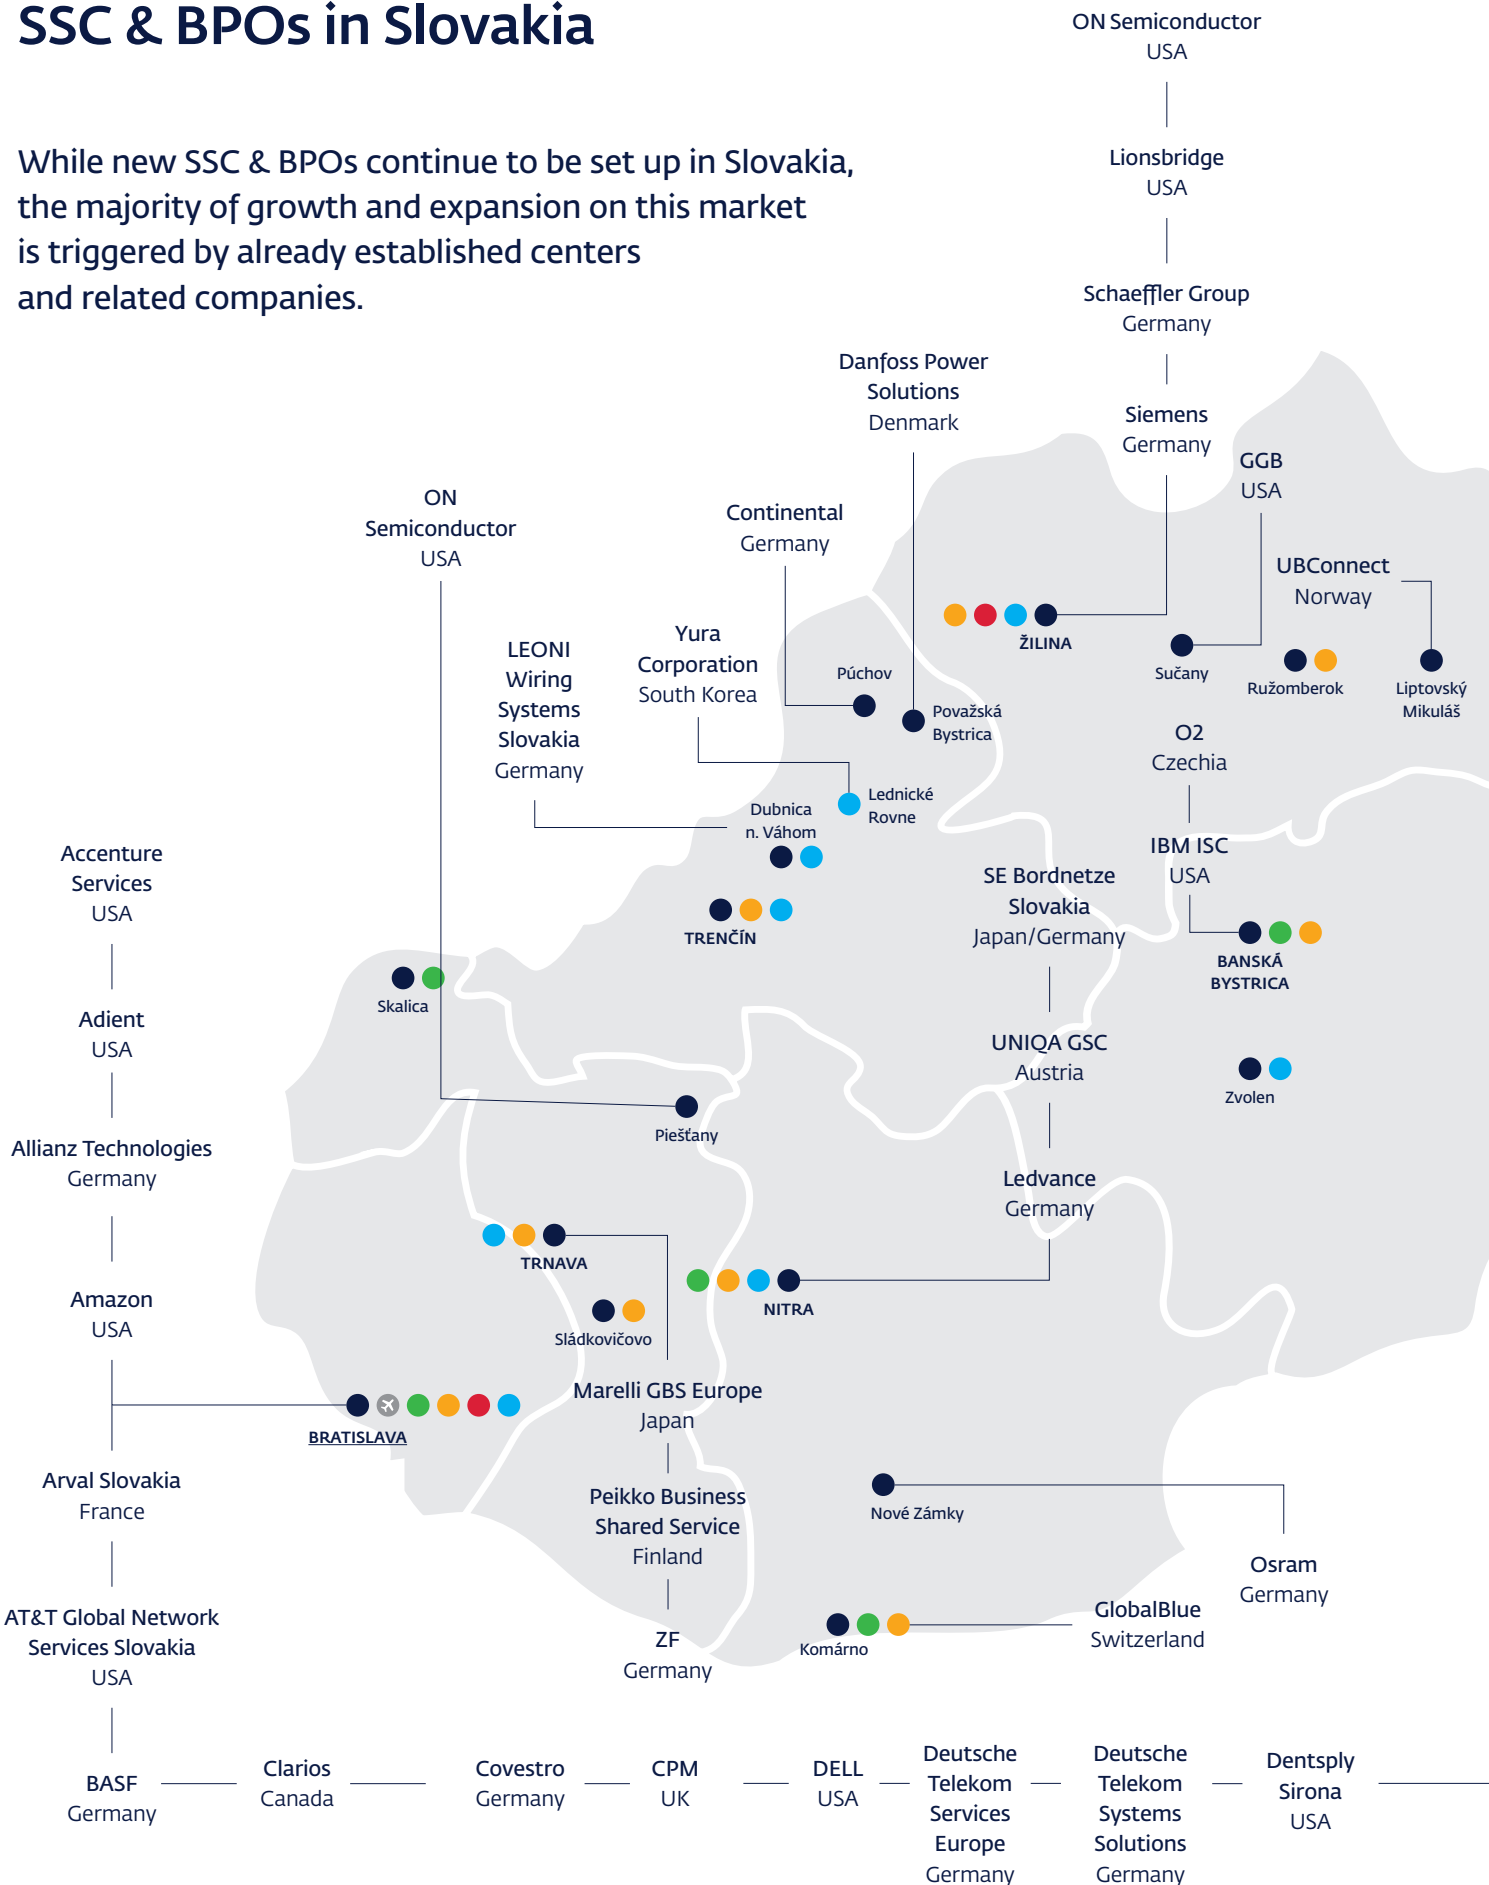 SSC & BPOs in Slovakia
While new SSC & BPOs continue to be set up in Slovakia,
the majority of growth and expansion on this market
is triggered by already established centers
and related companies.
ON Semiconductor
USA
Lionsbridge
USA
Schaeffler Group
Germany
Siemens
Germany
Danfoss Power
Solutions
Denmark
GGB
USA
ON
Semiconductor
USA
Continental
Germany
UBConnect
Norway
ŽILINA
Sučany
Ružomberok
Liptovský
Mikuláš
LEONI
Wiring
Systems
Slovakia
Germany
Yura
Corporation
South Korea
Púchov
Považská
Bystrica
O2
Czechia
Lednické
Rovne
Dubnica
n. Váhom
IBM ISC
USA
Accenture
Services
USA
SE Bordnetze
Slovakia
Japan/Germany
TRENČÍN
BANSKÁ
BYSTRICA
Skalica
Adient
USA
UNIQA GSC
Austria
Zvolen
Piešťany
Allianz Technologies
Germany
Ledvance
Germany
TRNAVA
NITRA
Sládkovičovo
Amazon
USA
Marelli GBS Europe
Japan
BRATISLAVA
Arval Slovakia
France
Peikko Business
Shared Service
Finland
Nové Zámky
Osram
Germany
AT&T Global Network
Services Slovakia
USA
ZF
Germany
Komárno
GlobalBlue
Switzerland
BASF
Germany
Clarios
Canada
Covestro
Germany
CPM
UK
DELL
USA
Deutsche
Telekom
Services
Europe
Germany
Deutsche
Telekom
Systems
Solutions
Germany
Dentsply
Sirona
USA